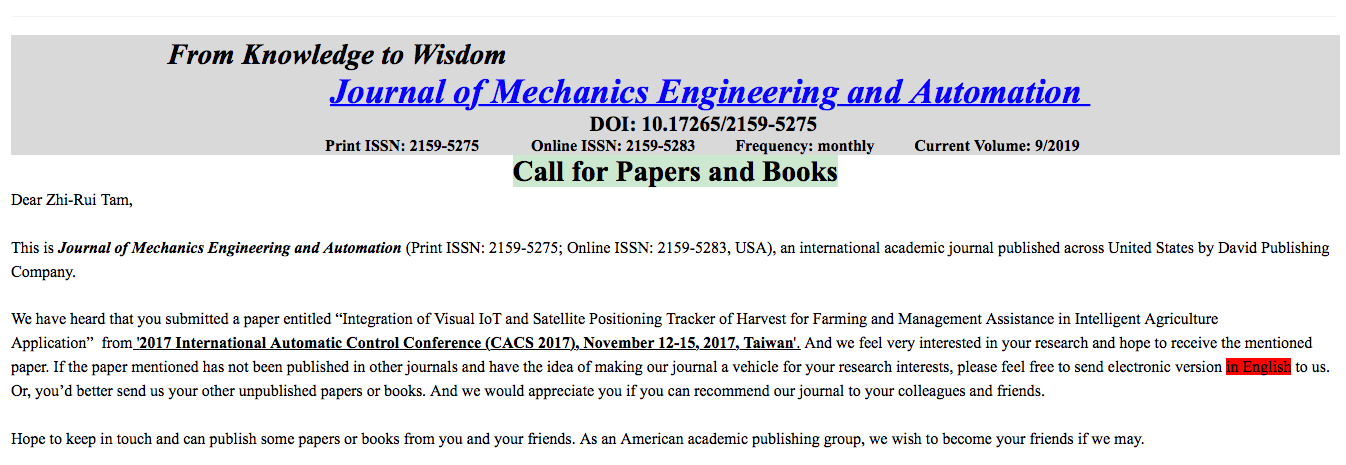 From Knowledge to Wisdom
Journal of Mechanics Engineering and Automation
DOI: 10.17265/2159-5275
Print ISSN: 2159-5275 Online ISSN: 2159-5283 Frequency: monthly Current Volume: 9/2019
Call for Papers and Books
Dear Zhi-Rui Tam,
This is Journal of Mechanics Engineering and Automation (Print ISSN: 2159-5275; Online ISSN: 2159-5283, USA), an international academic journal published across United States by David Publishing
Company.
We have heard that you submitted a paper entitled “Integration of Visual IoT and Satellite Positioning Tracker of Harvest for Farming and Management Assistance in Intelligent Agriculture
Application” from '2017 International Automatic Control Conference (CACS 2017), November 12-15, 2017, Taiwan'. And we feel very interested in your research and hope to receive the mentioned
paper. If the paper mentioned has not been published in other journals and have the idea of making our journal a vehicle for your research interests, please feel free to send electronic version in English to us.
Or, you’d better send us your other unpublished papers or books. And we would appreciate you if you can recommend our journal to your colleagues and friends.
Hope to keep in touch and can publish some papers or books from you and your friends. As an American academic publishing group, we wish to become your friends if we may.